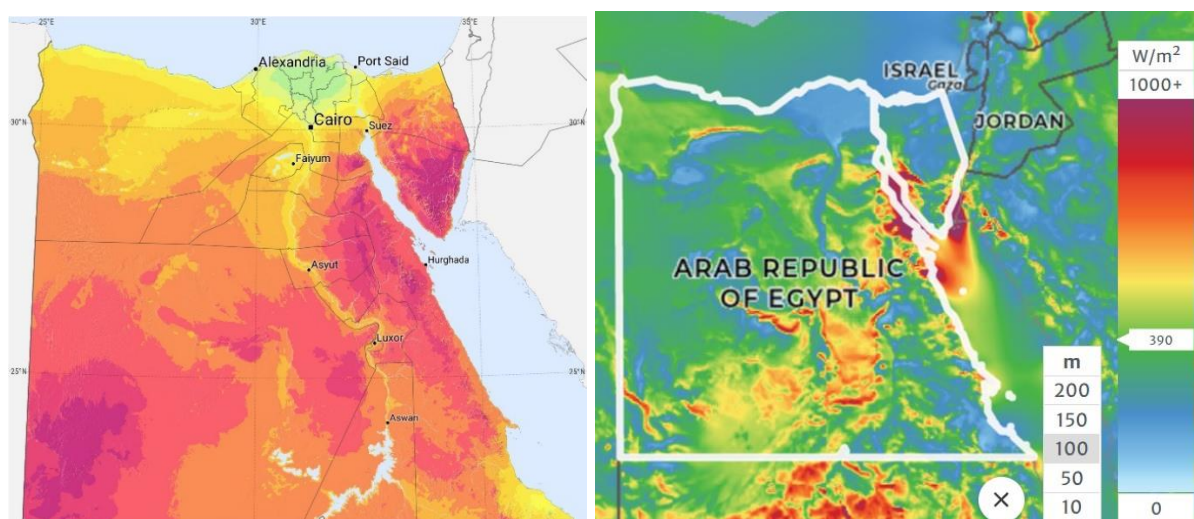 25°E
30°E
35°E
Alexandria
Port Said
30°N
Cairo
Suez
Faiyum
Asyut
Hurghada
Luxor
25°N
25°N
Aswan
W/m²
1000+
ISRAEL
Gaza
JORDAN
ARAB REPUBLIC
OF EGYPT
390
m
200
150
100
50
10
0